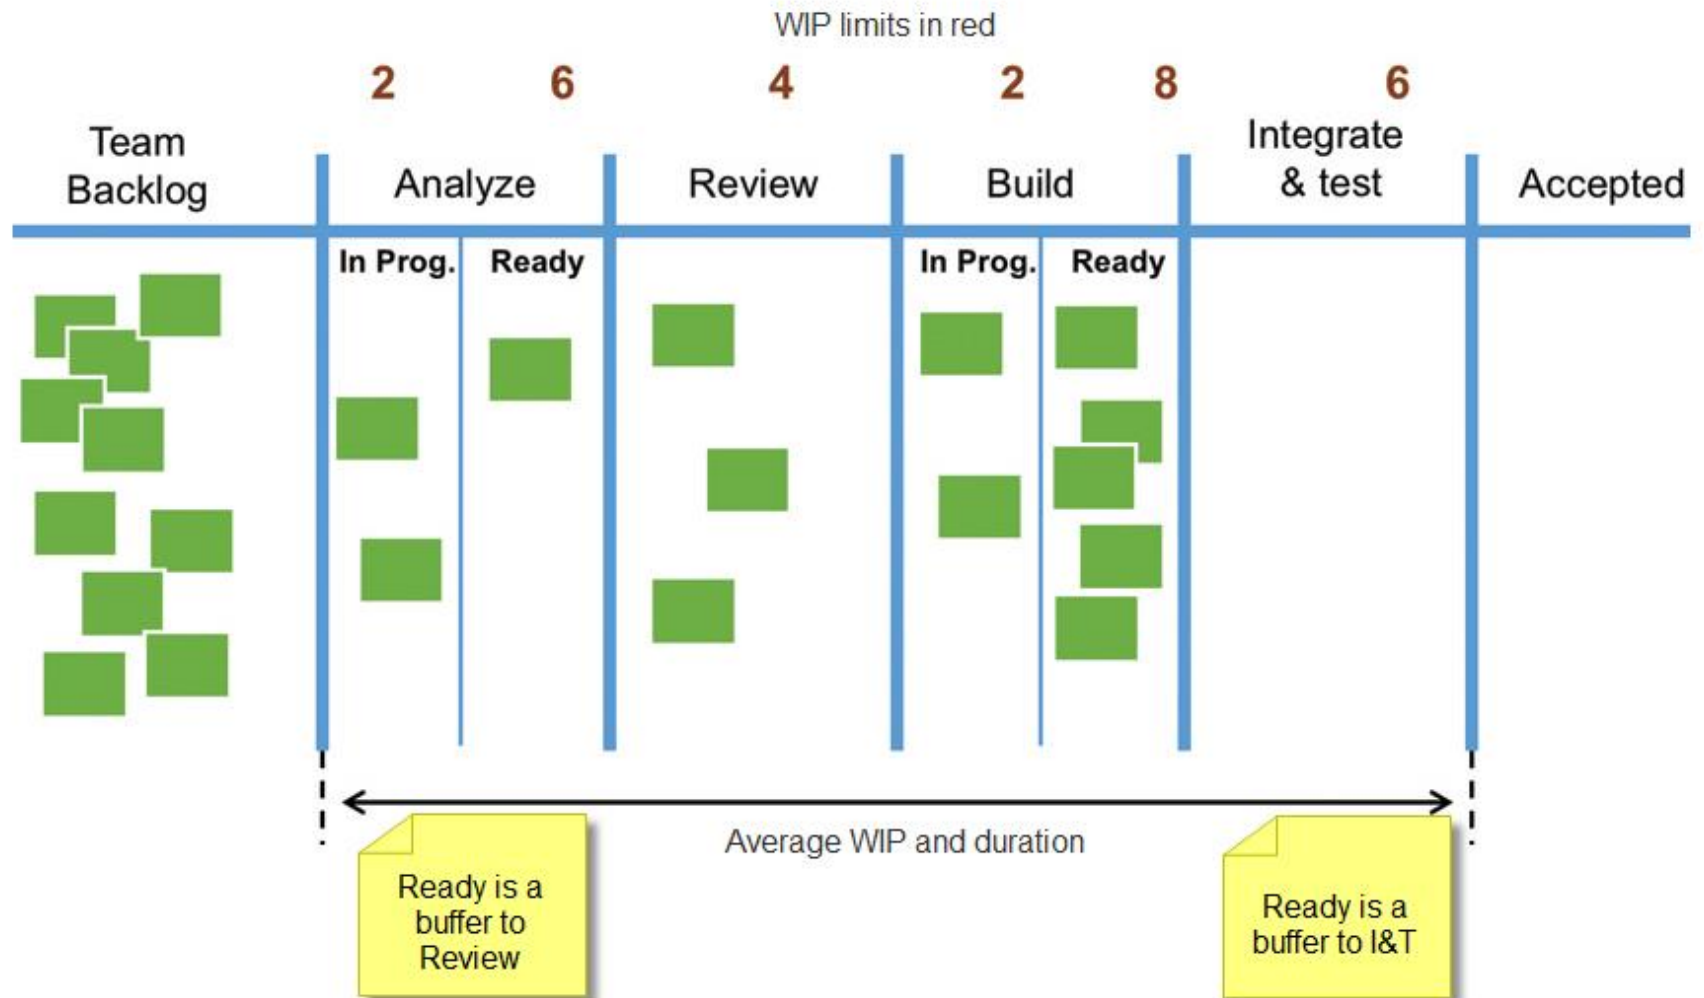 WIP limits in red
2 6 4 2 8 6
Team
Backlog
Analyze
Review
Build
Integrate
& test
Accepted
In Prog. Ready In Prog. Ready
Average WIP and duration
Ready is a
buffer to
Review
Ready is a
buffer to I&T